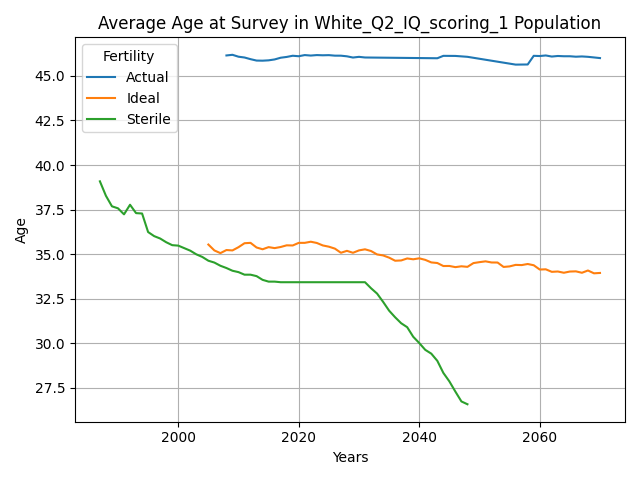 Average Age at Survey in White_Q2_IQ_scoring_1 Population
Fertility
Actual
Ideal
Sterile
45.0
42.5
40.0
37.5
35.0
32.5
30.0
27.5
Age
2000
2020
2040
2060
Years